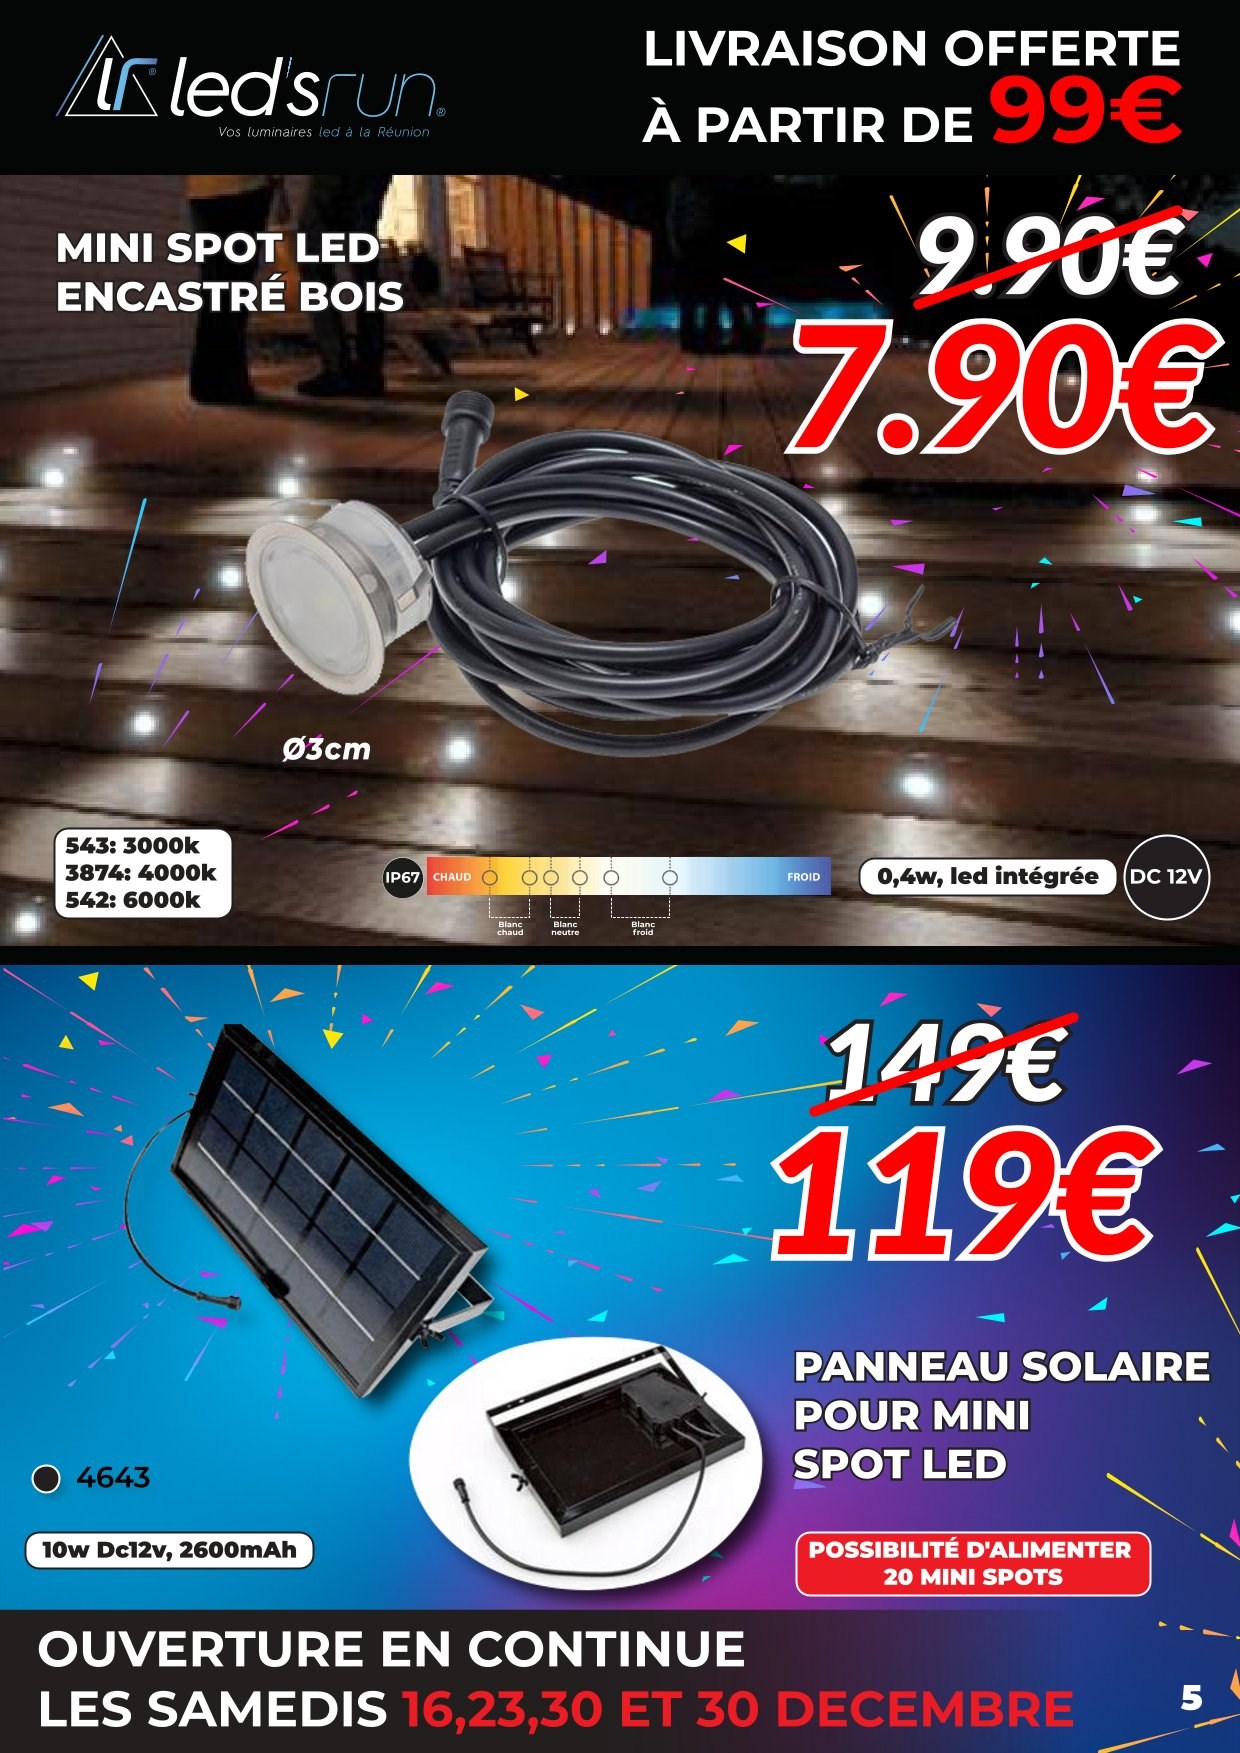 led'srun®
Vos luminaires led à la Réunion
LIVRAISON OFFERTE
À PARTIR DE 99€
MINI SPOT LED
ENCASTRÉ BOIS
9.90€
7.90€
Ø3cm
543: 3000k
3874: 4000k
542: 6000k
IP67
CHAUD
FROID
Blanc chaud
Blanc neutre
Blanc froid
0,4w, led intégrée
DC 12V
149€
119€
PANNEAU SOLAIRE
POUR MINI
SPOT LED
4643
10w Dc12v, 2600mAh
POSSIBILITÉ D'ALIMENTER
20 MINI SPOTS
OUVERTURE EN CONTINUE
LES SAMEDIS 16,23,30 ET 30 DECEMBRE
5